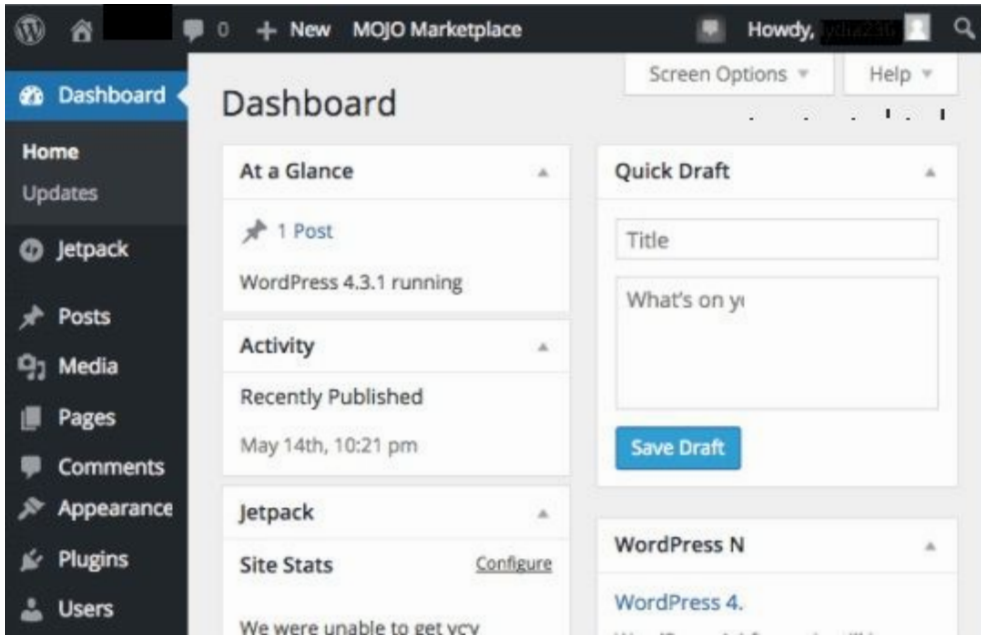 0 New MOJO Marketplace Howdy,
Screen Options Help
Dashboard
Home
Updates
Jetpack
Posts
Media
Pages
Comments
Appearance
Plugins
Users
Dashboard
At a Glance
1 Post
WordPress 4.3.1 running
Activity
Recently Published
May 14th, 10:21 pm
Jetpack
Site Stats Configure
We were unable to get
Quick Draft
Title
What's on
Save Draft
WordPress N
WordPress 4.